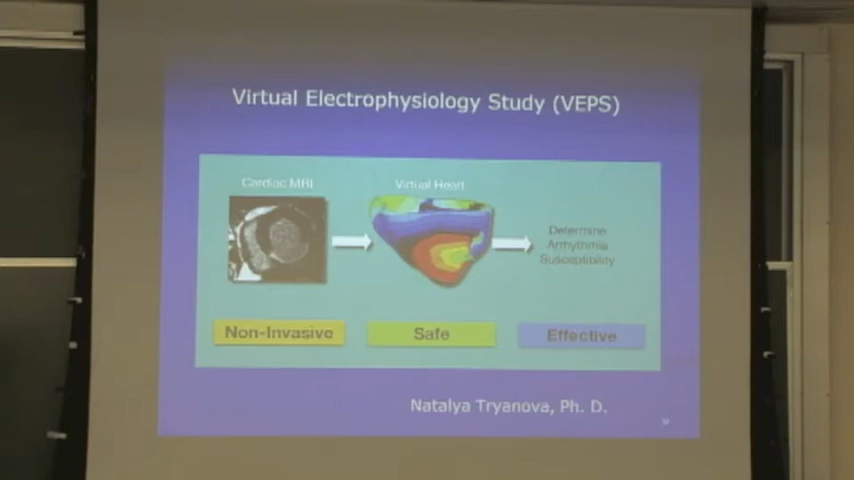 Virtual Electrophysiology Study (VEPS)
Cardiac MRI
Virtual Heart
Determine
Arrhythmia
Susceptibility
Non-Invasive
Safe
Effective
Natalya Tryanova, Ph. D.